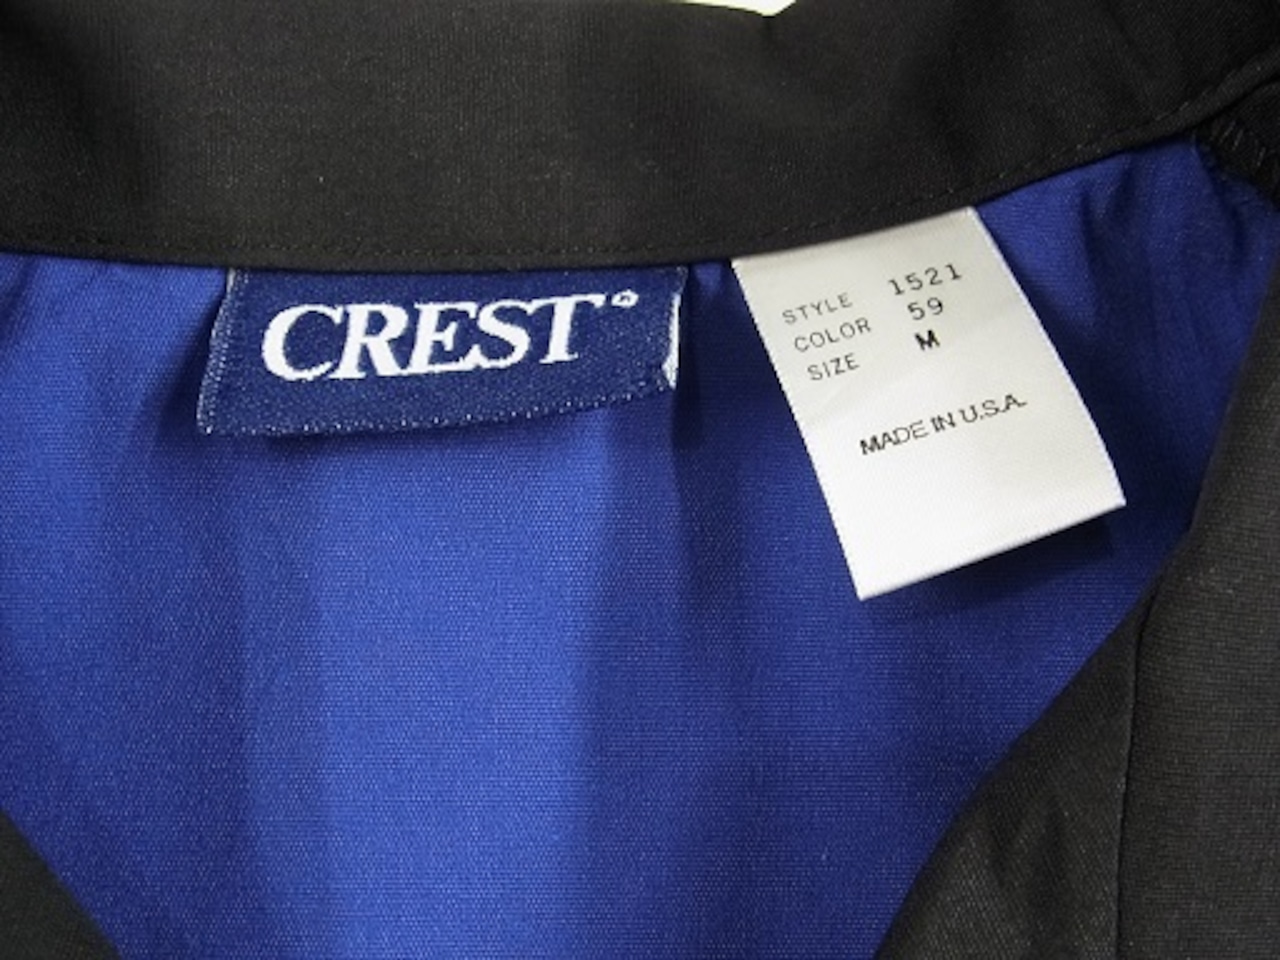 CREST®
STYLE 1521
COLOR 59
SIZE M
MADE IN U.S.A.